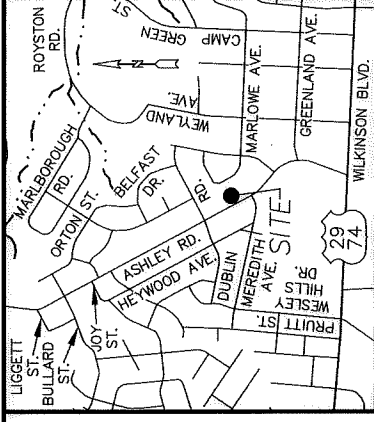 ROYSTON
RD.
ST.
GREEN
CAMP
MARLBOROUGH
RD.
ORTON ST.
BELFAST
DR.
WEYLAND
AVE.
MARLOWE AVE.
GREENLAND AVE.
WILKINSON BLVD.
LIGGETT
ST.
BULLARD
ST.
JOY
ST.
ASHLEY RD.
HEYWOOD AVE.
DUBLIN
RD.
MEREDITH
AVE.
SITE
PRUITT ST.
WESLEY
HILLS
DR.
29
74
N